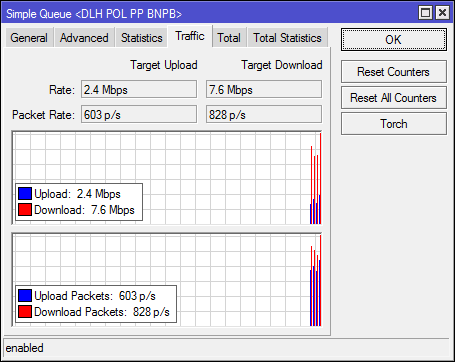 Simple Queue <DLH POL PP BNPB>
General Advanced Statistics Traffic Total Total Statistics
OK
Target Upload Target Download
Reset Counters
Rate: 2.4 Mbps 7.6 Mbps
Reset All Counters
Packet Rate: 603 p/s 828 p/s
Torch
Upload: 2.4 Mbps
Download: 7.6 Mbps
Upload Packets: 603 p/s
Download Packets: 828 p/s
enabled